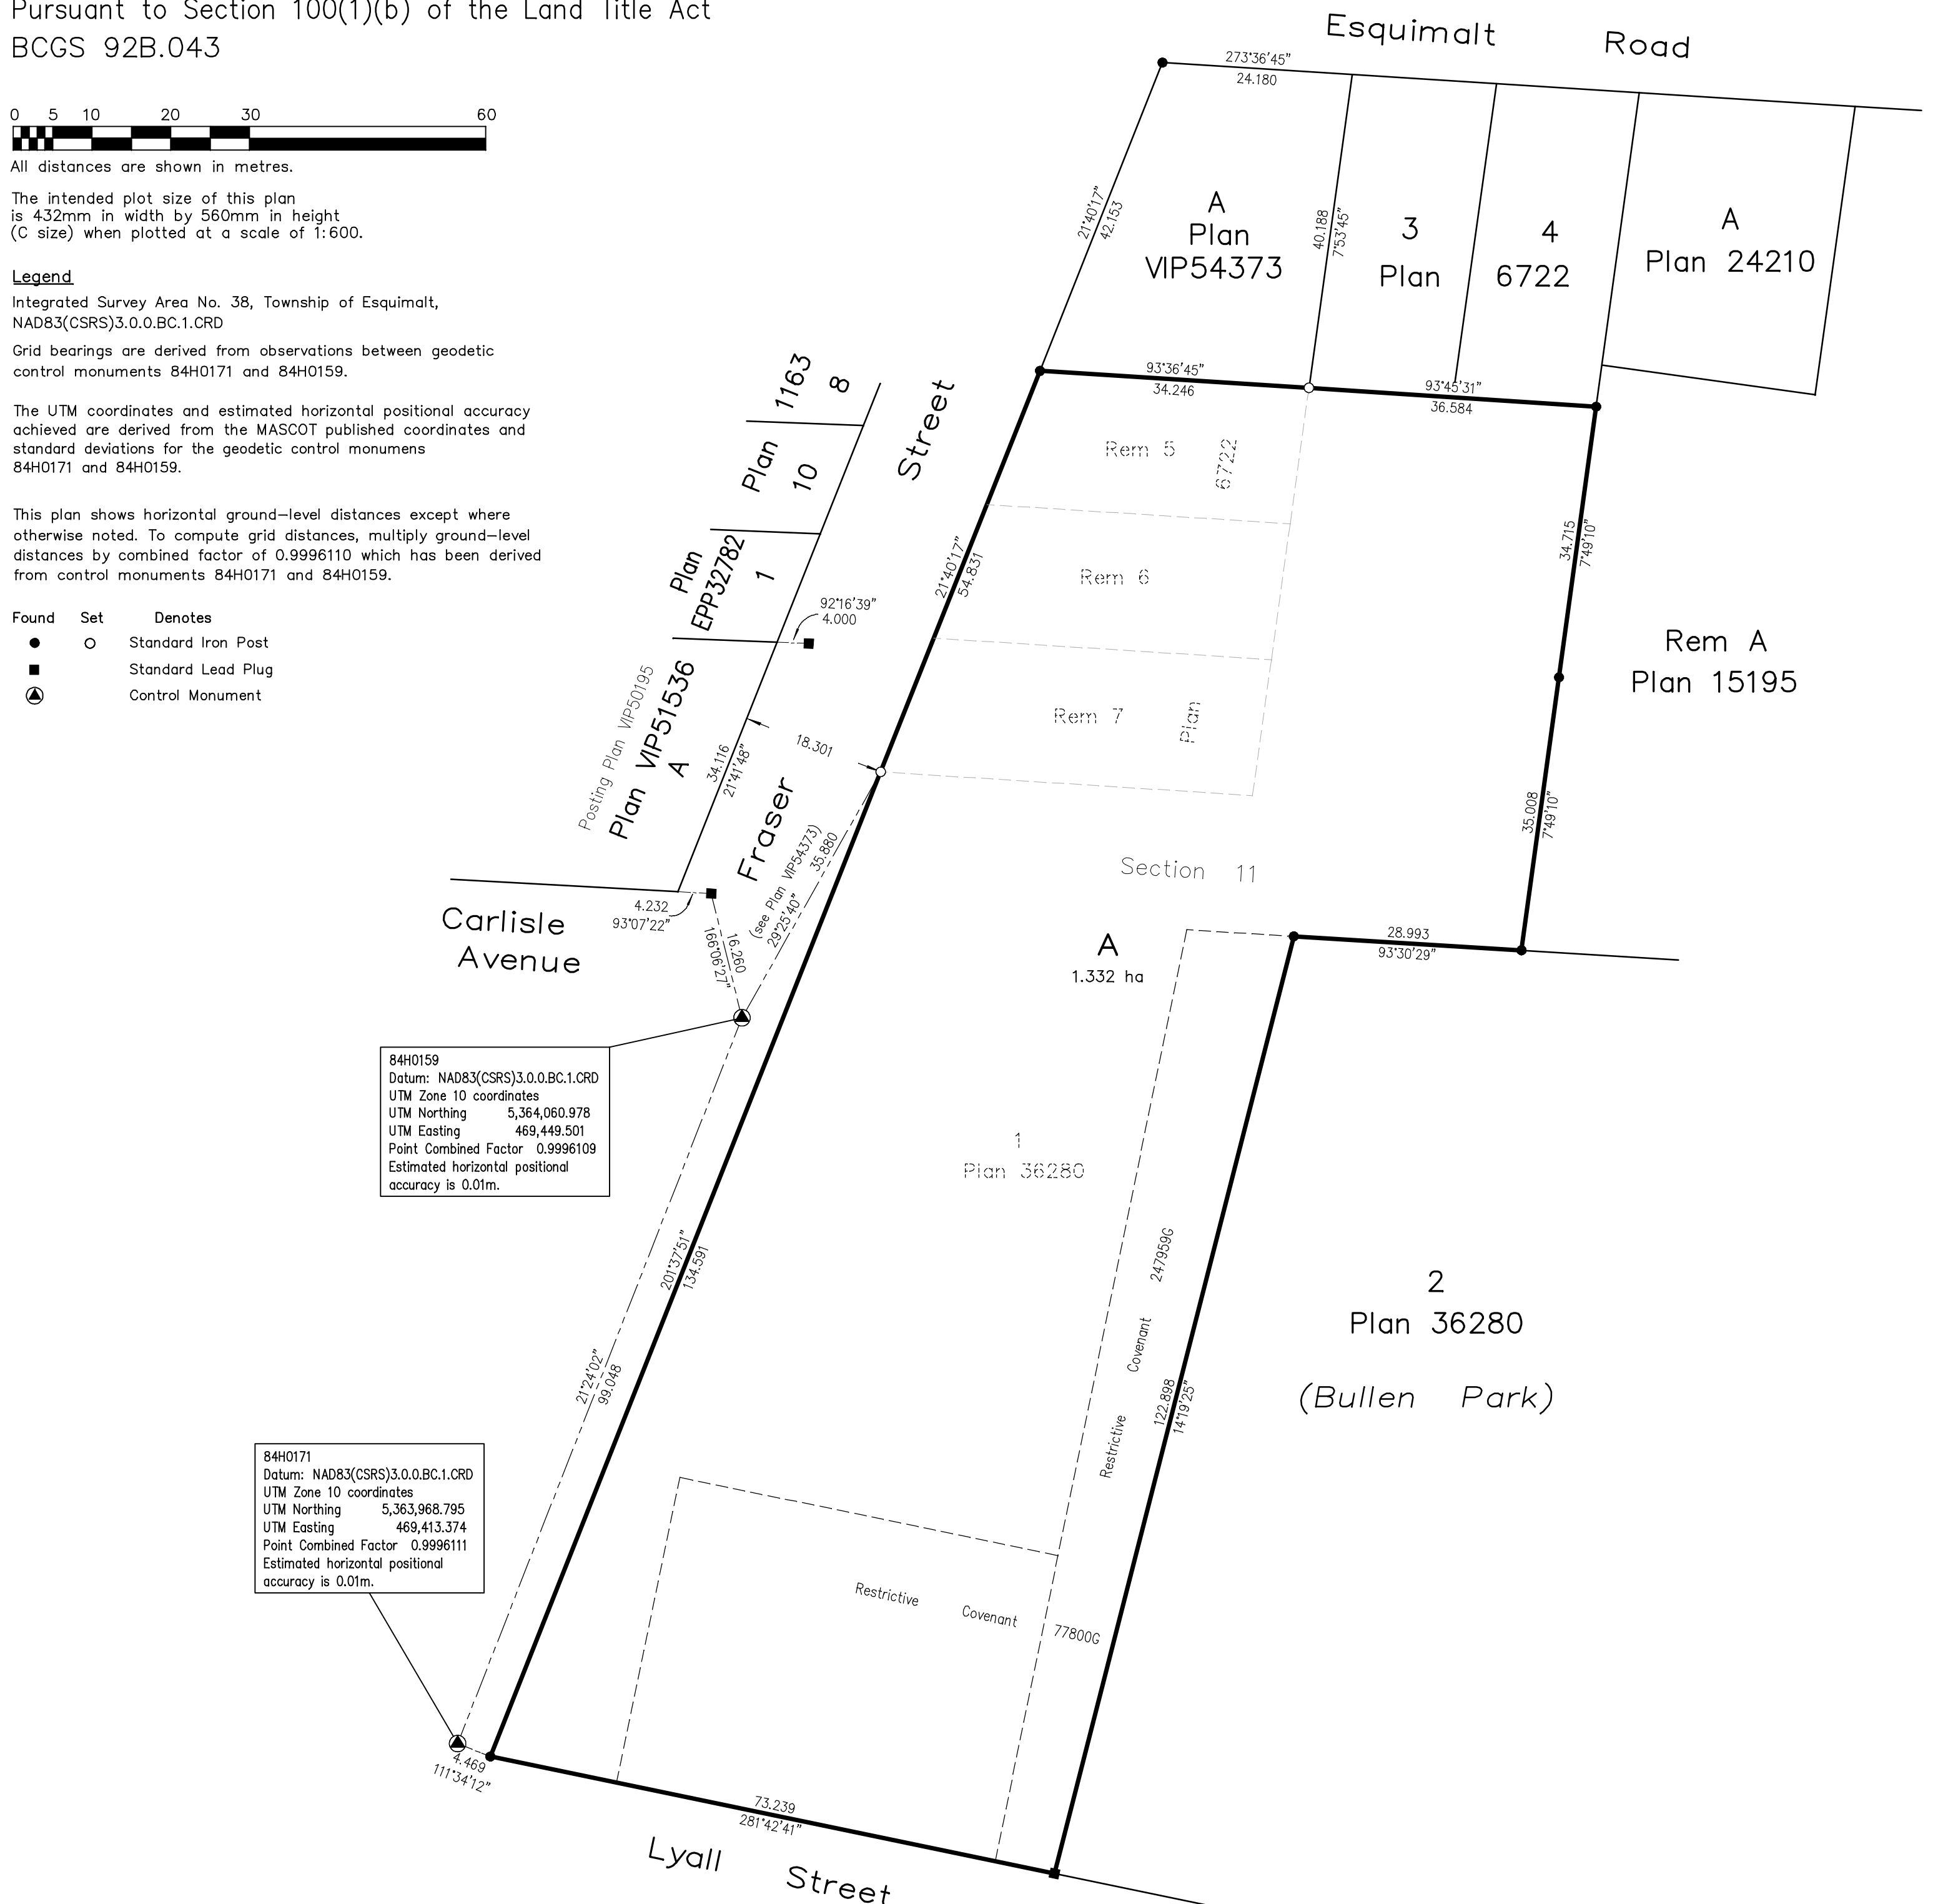 Pursuant to Section 100(1)(b) of the Land Title Act
BCGS 92B.043
0 5 10 20 30 60
All distances are shown in metres.
The intended plot size of this plan
is 432mm in width by 560mm in height
(C size) when plotted at a scale of 1:600.
Legend
Integrated Survey Area No. 38, Township of Esquimalt,
NAD83(CSRS)3.0.0.BC.1.CRD
Grid bearings are derived from observations between geodetic
control monuments 84H0171 and 84H0159.
The UTM coordinates and estimated horizontal positional accuracy
achieved are derived from the MASCOT published coordinates and
standard deviations for the geodetic control monumens
84H0171 and 84H0159.
This plan shows horizontal ground-level distances except where
otherwise noted. To compute grid distances, multiply ground-level
distances by combined factor of 0.9996110 which has been derived
from control monuments 84H0171 and 84H0159.
Found Set Denotes
Standard Iron Post
Standard Lead Plug
Control Monument
Esquimalt Road
273°36'45"
24.180
21°40'17"
42.153
A
Plan
VIP54373
40.188
7°53'45"
3
Plan
4
6722
A
Plan 24210
93°36'45"
34.246
93°45'31"
36.584
1163
8
Plan
10
Plan
EPP32782
1
Street
Rem 5
6722
Rem 6
Rem 7
Plan
21°40'17"
54.831
34.715
7°49'10"
Rem A
Plan 15195
92°16'39"
4.000
Posting Plan VIP50195
Plan VIP51536
A
34.116
21°41'48"
18.301
Fraser
(see Plan VIP54373)
35.880
29°25'40"
35.008
7°49'10"
Section 11
4.232
93°07'22"
Carlisle
Avenue
16.260
166°06'27"
A
1.332 ha
28.993
93°30'29"
84H0159
Datum: NAD83(CSRS)3.0.0.BC.1.CRD
UTM Zone 10 coordinates
UTM Northing 5,364,060.978
UTM Easting 469,449.501
Point Combined Factor 0.9996109
Estimated horizontal positional
accuracy is 0.01m.
1
Plan 36280
201°37'51"
134.591
Restrictive Covenant 247959G
122.898
14°19'25"
2
Plan 36280
(Bullen Park)
21°24'02"
99.048
84H0171
Datum: NAD83(CSRS)3.0.0.BC.1.CRD
UTM Zone 10 coordinates
UTM Northing 5,363,968.795
UTM Easting 469,413.374
Point Combined Factor 0.9996111
Estimated horizontal positional
accuracy is 0.01m.
Restrictive Covenant 77800G
4.469
111°34'12"
73.239
281°42'41"
Lyall Street